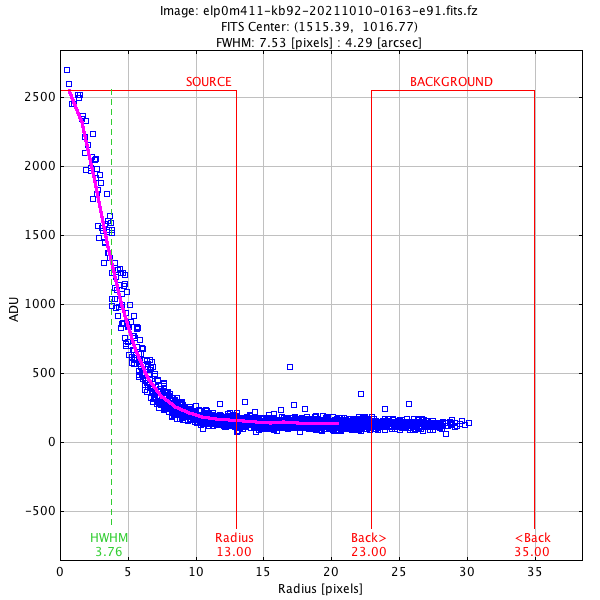 Image: elp0m411-kb92-20211010-0163-e91.fits.fz
FITS Center: (1515.39, 1016.77)
FWHM: 7.53 [pixels] : 4.29 [arcsec]
SOURCE
BACKGROUND
2500
2000
1500
1000
500
0
-500
ADU
HWHM
3.76
Radius
13.00
Back>
23.00
<Back
35.00
0
5
10
15
20
25
30
35
Radius [pixels]